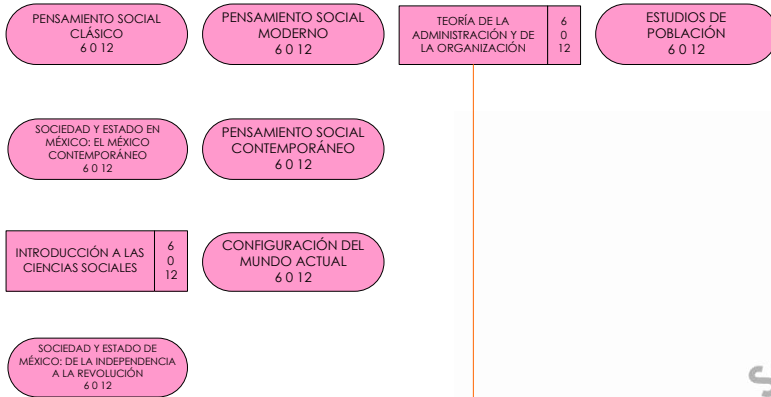 PENSAMIENTO SOCIAL
CLÁSICO
6 0 12
PENSAMIENTO SOCIAL
MODERNO
6 0 12
TEORÍA DE LA
ADMINISTRACIÓN Y DE
LA ORGANIZACIÓN
6
0
12
ESTUDIOS DE
POBLACIÓN
6 0 12
SOCIEDAD Y ESTADO EN
MÉXICO: EL MÉXICO
CONTEMPORÁNEO
6 0 12
PENSAMIENTO SOCIAL
CONTEMPORÁNEO
6 0 12
INTRODUCCIÓN A LAS
CIENCIAS SOCIALES
6
0
12
CONFIGURACIÓN DEL
MUNDO ACTUAL
6 0 12
SOCIEDAD Y ESTADO DE
MÉXICO: DE LA INDEPENDENCIA
A LA REVOLUCIÓN
6 0 12